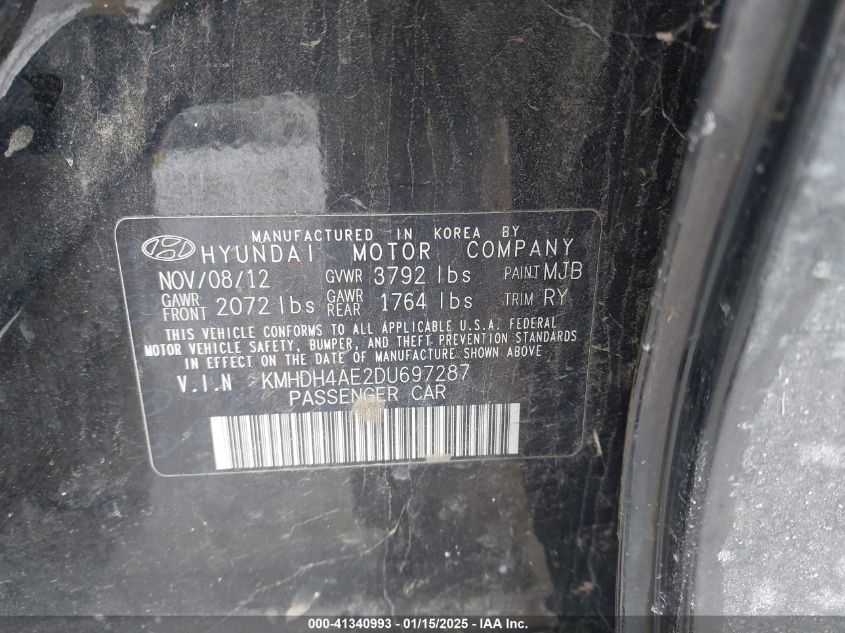 MANUFACTURED IN KOREA BY
HYUNDAI MOTOR COMPANY
NOV/08/12 GVWR 3792 lbs PAINT MJB
GAWR FRONT 2072 lbs GAWR REAR 1764 lbs TRIM RY
THIS VEHICLE CONFORMS TO ALL APPLICABLE U.S.A. FEDERAL
MOTOR VEHICLE SAFETY, BUMPER, AND THEFT PREVENTION STANDARDS
IN EFFECT ON THE DATE OF MANUFACTURE SHOWN ABOVE
V.I.N KMHDH4AE2DU697287
PASSENGER CAR
000-41340993 - 01/15/2025 - IAA Inc.